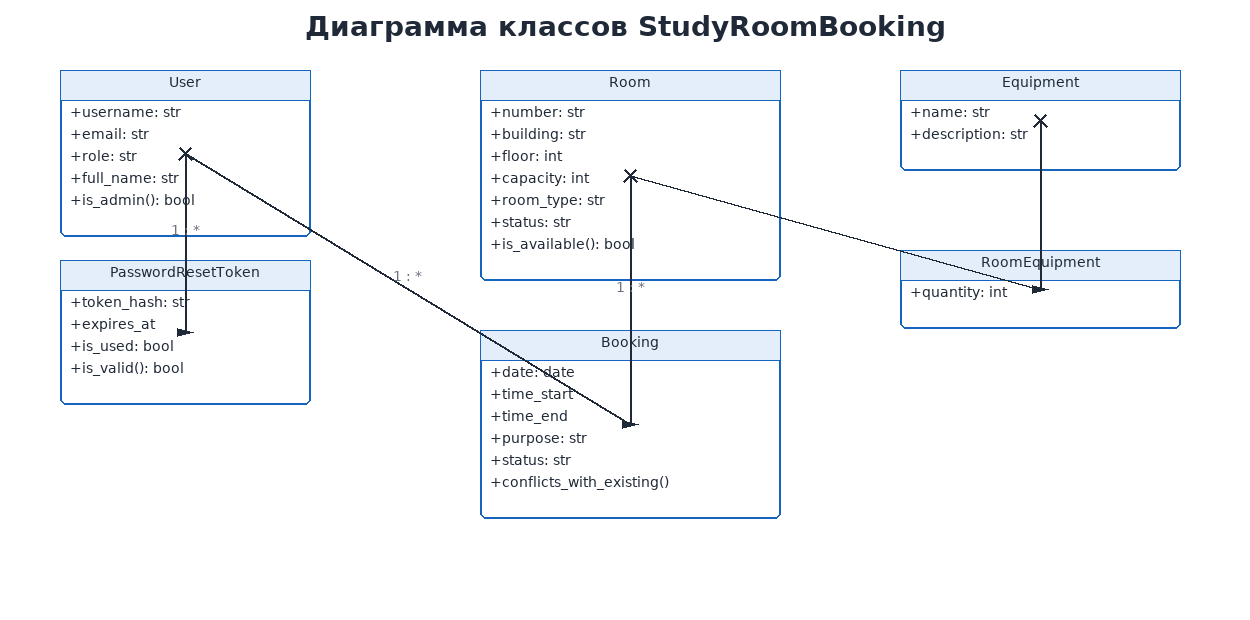 Диаграмма классов StudyRoomBooking
User
+username: str
+email: str
+role: str
+full_name: str
+is_admin(): bool
1 : *
PasswordResetToken
+token_hash: str
+expires_at
+is_used: bool
+is_valid(): bool
1 : *
Room
+number: str
+building: str
+floor: int
+capacity: int
+room_type: str
+status: str
+is_available(): bool
1 : *
Booking
+date: date
+time_start
+time_end
+purpose: str
+status: str
+conflicts_with_existing()
Equipment
+name: str
+description: str
RoomEquipment
+quantity: int